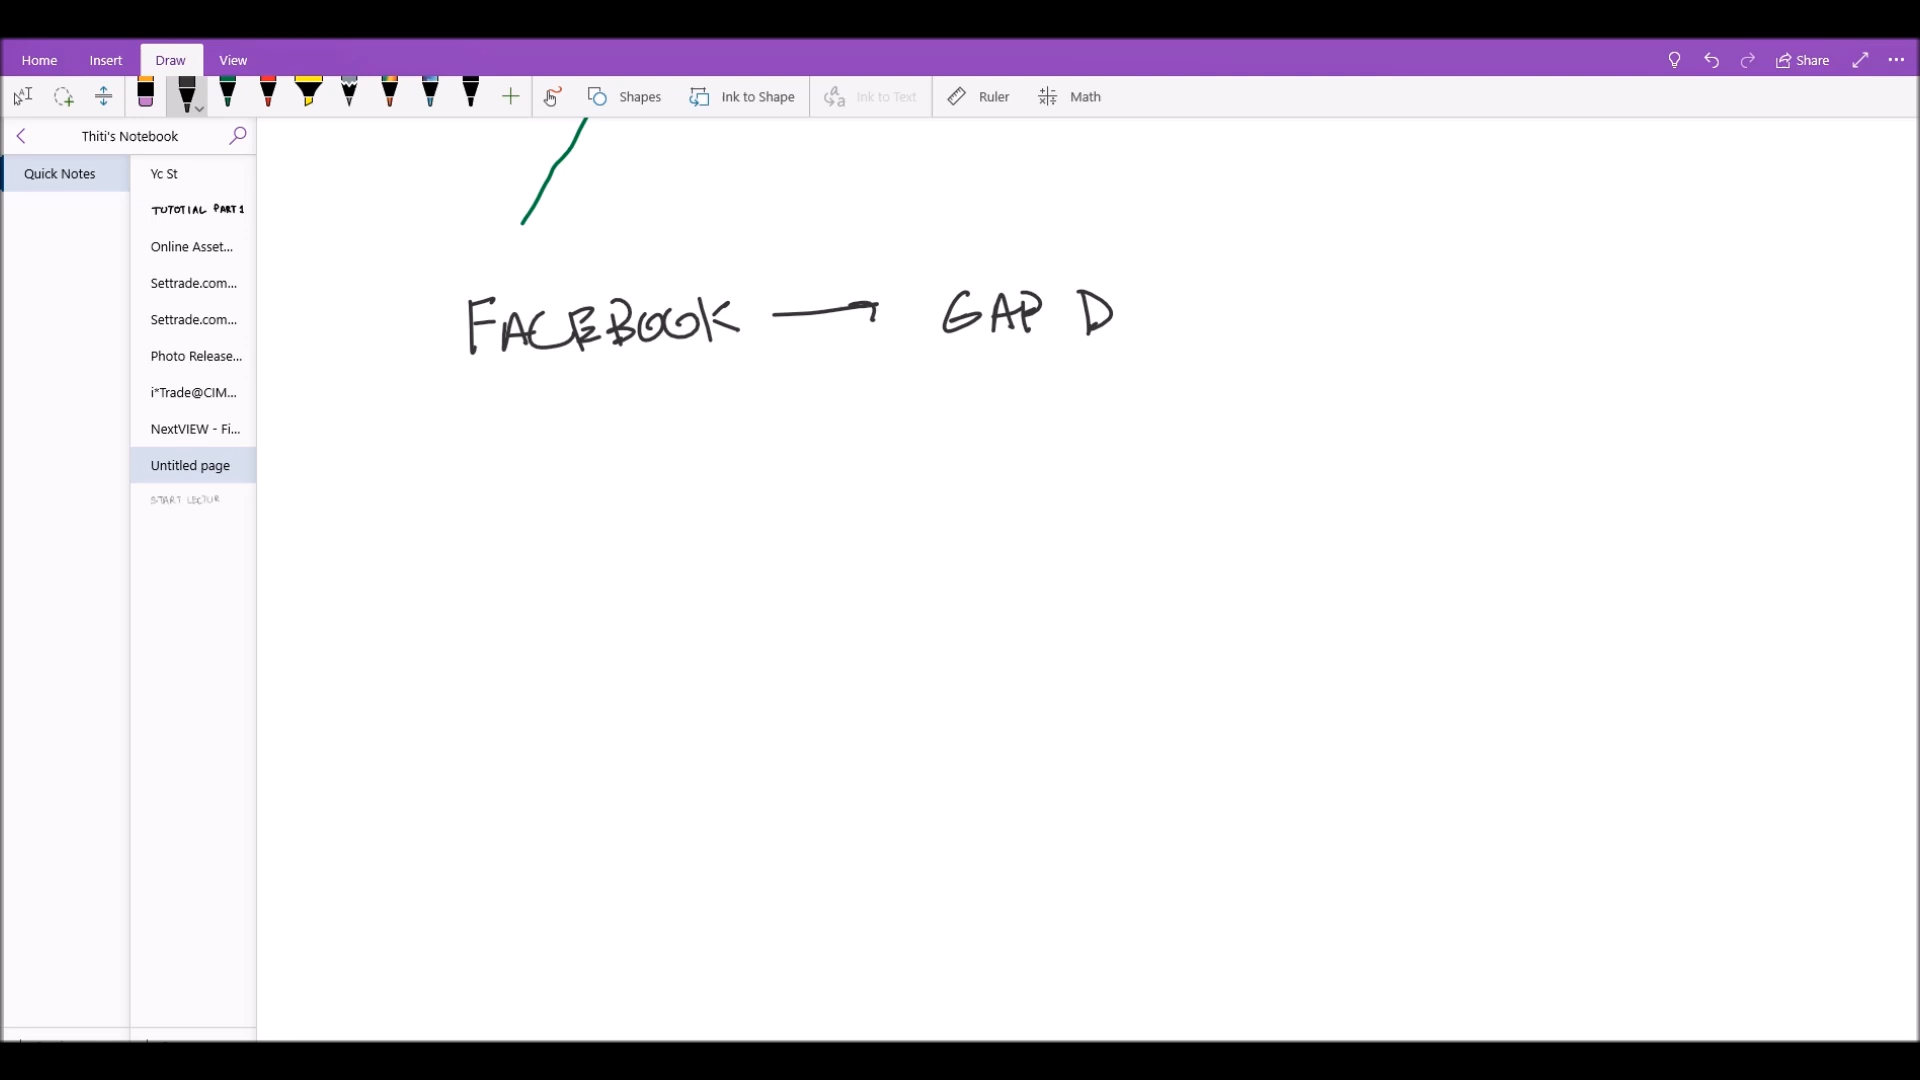 Home Insert Draw View Share
Shapes Ink to Shape Ink to Text Ruler Math
Thiti's Notebook
Quick Notes
Yc St
TUTOTIAL PART 1
Online Asset...
Settrade.com...
Settrade.com...
Photo Release...
i*Trade@CIM...
NextVIEW - Fi...
Untitled page
START LECTUR
FACEBOOK → GAP D